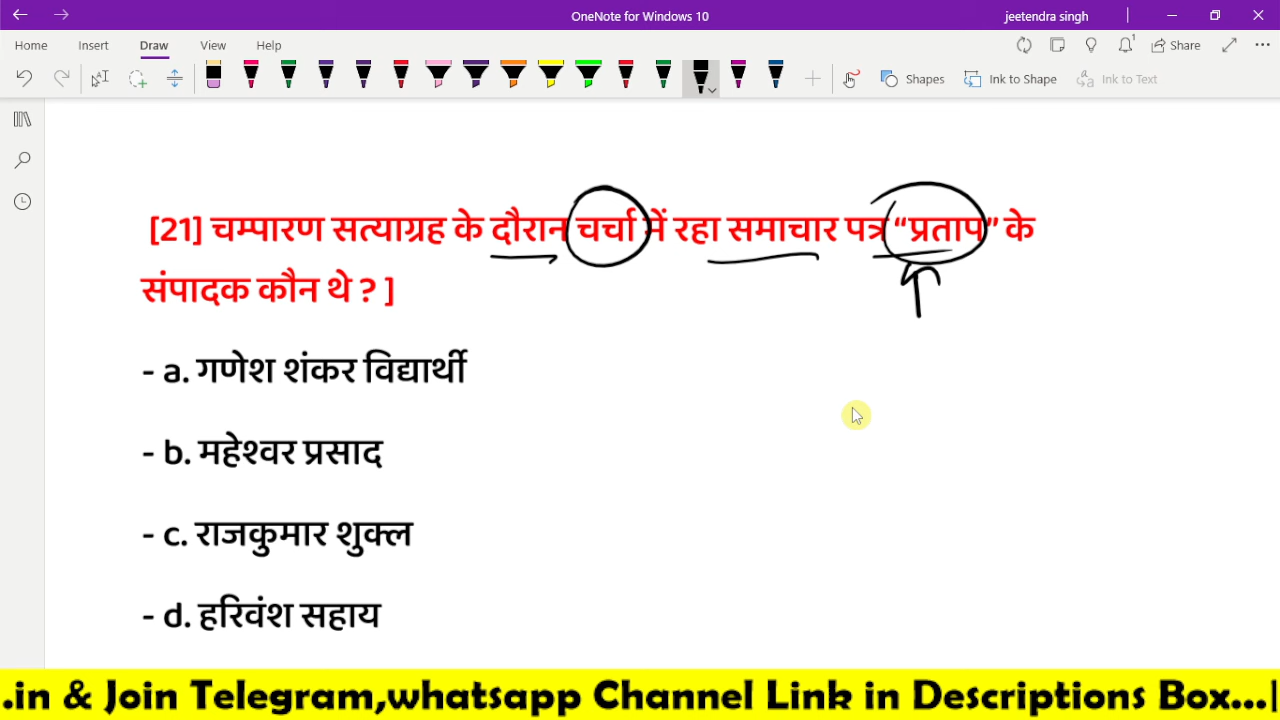 OneNote for Windows 10
jeetendra singh
Home Insert Draw View Help
Share
Shapes Ink to Shape Ink to Text
[21] चम्पारण सत्याग्रह के दौरान चर्चा में रहा समाचार पत्र “प्रताप” के
संपादक कौन थे ? ]
- a. गणेश शंकर विद्यार्थी
- b. महेश्वर प्रसाद
- c. राजकुमार शुक्ल
- d. हरिवंश सहाय
.in & Join Telegram,whatsapp Channel Link in Descriptions Box...|